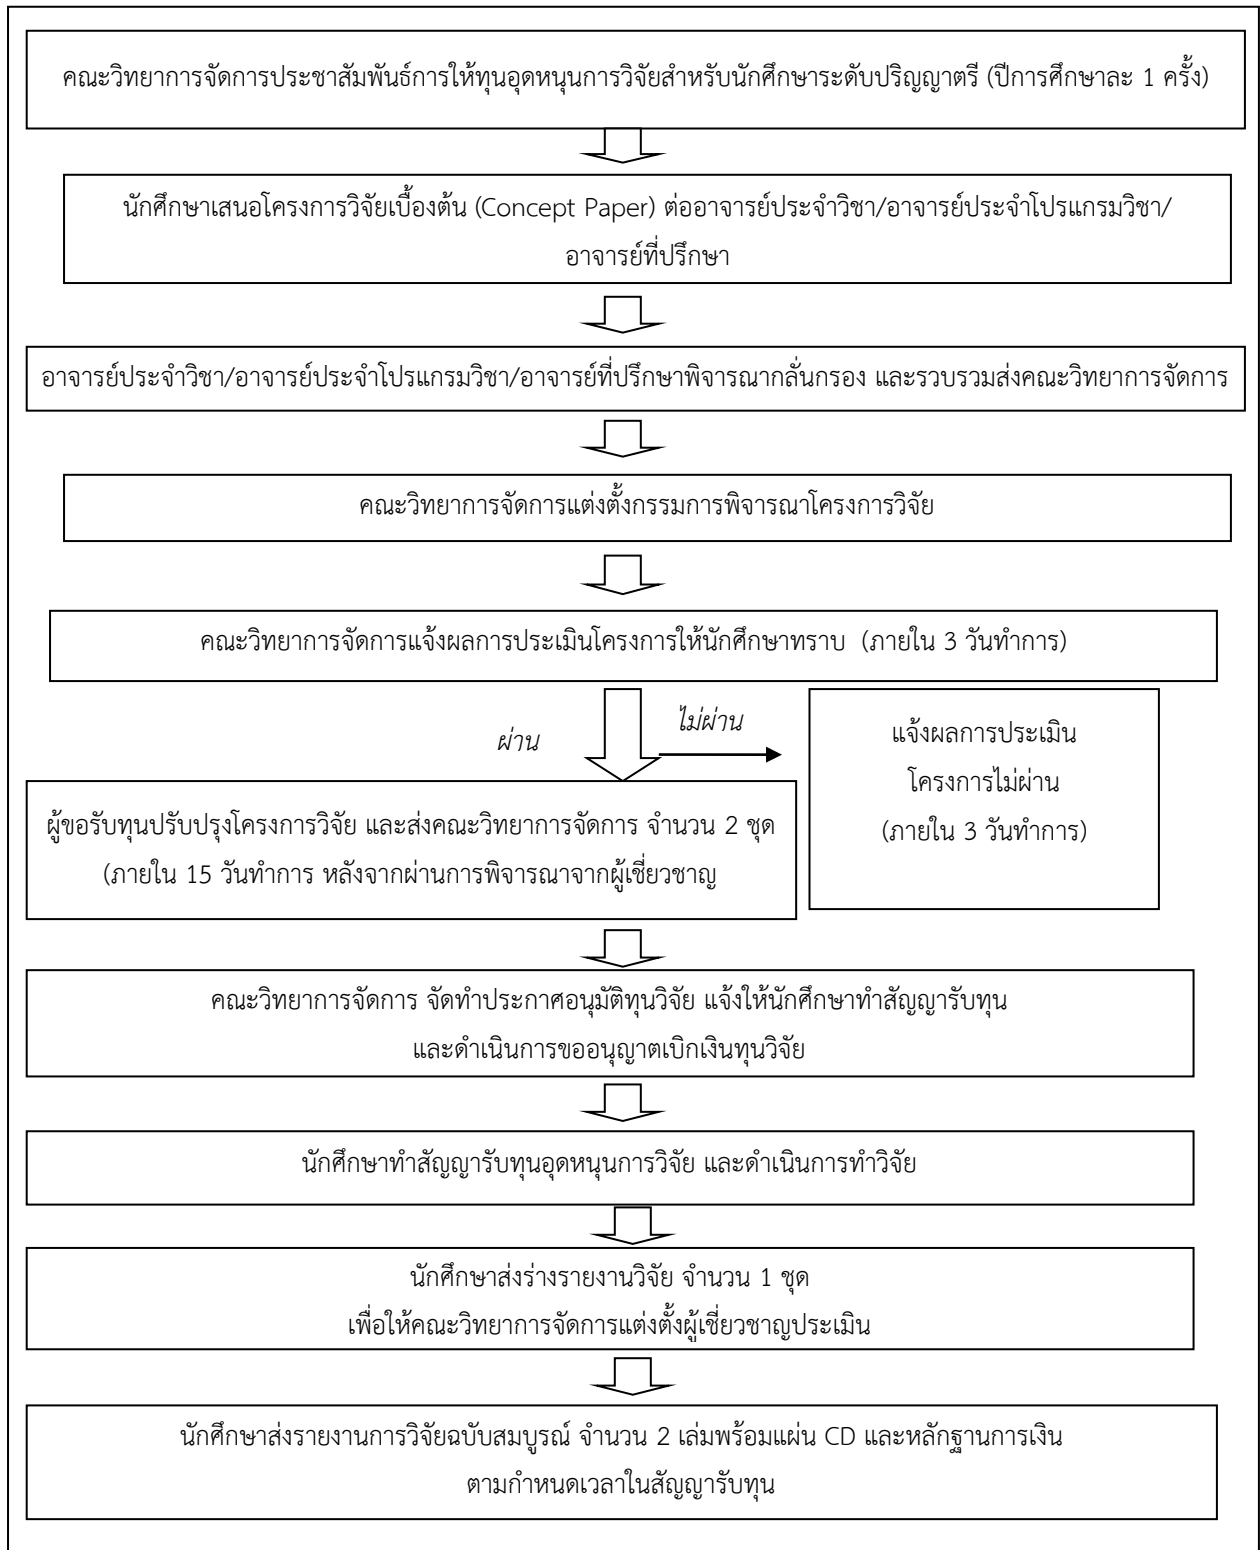 คณะวิทยาการจัดการประชาสัมพันธ์การให้ทุนอุดหนุนการวิจัยสำหรับนักศึกษาระดับปริญญาตรี (ปีการศึกษาละ 1 ครั้ง)
นักศึกษาเสนอโครงการวิจัยเบื้องต้น (Concept Paper) ต่ออาจารย์ประจำวิชา/อาจารย์ประจำโปรแกรมวิชา/
อาจารย์ที่ปรึกษา
อาจารย์ประจำวิชา/อาจารย์ประจำโปรแกรมวิชา/อาจารย์ที่ปรึกษาพิจารณากลั่นกรอง และรวบรวมส่งคณะวิทยาการจัดการ
คณะวิทยาการจัดการแต่งตั้งกรรมการพิจารณาโครงการวิจัย
คณะวิทยาการจัดการแจ้งผลการประเมินโครงการให้นักศึกษาทราบ (ภายใน 3 วันทำการ)
ผ่าน
ไม่ผ่าน
แจ้งผลการประเมิน
โครงการไม่ผ่าน
(ภายใน 3 วันทำการ)
ผู้ขอรับทุนปรับปรุงโครงการวิจัย และส่งคณะวิทยาการจัดการ จำนวน 2 ชุด
(ภายใน 15 วันทำการ หลังจากผ่านการพิจารณาจากผู้เชี่ยวชาญ
คณะวิทยาการจัดการ จัดทำประกาศอนุมัติทุนวิจัย แจ้งให้นักศึกษาทำสัญญารับทุน
และดำเนินการขออนุญาตเบิกเงินทุนวิจัย
นักศึกษาทำสัญญารับทุนอุดหนุนการวิจัย และดำเนินการทำวิจัย
นักศึกษาส่งร่างรายงานวิจัย จำนวน 1 ชุด
เพื่อให้คณะวิทยาการจัดการแต่งตั้งผู้เชี่ยวชาญประเมิน
นักศึกษาส่งรายงานการวิจัยฉบับสมบูรณ์ จำนวน 2 เล่มพร้อมแผ่น CD และหลักฐานการเงิน
ตามกำหนดเวลาในสัญญารับทุน